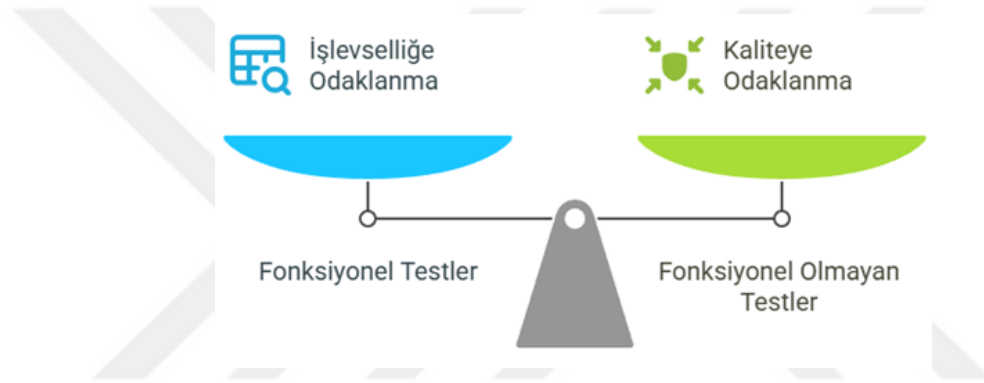 İşlevselliğe
Odaklanma
Kaliteye
Odaklanma
Fonksiyonel Testler
Fonksiyonel Olmayan
Testler